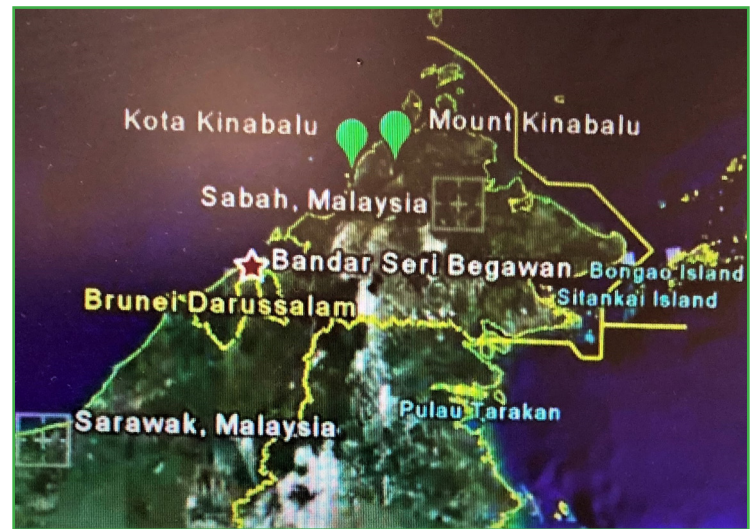 Kota Kinabalu
Mount Kinabalu
Sabah, Malaysia
Bandar Seri Begawan
Bongao Island
Sitankai Island
Brunei Darussalam
Pulau Tarakan
Sarawak, Malaysia